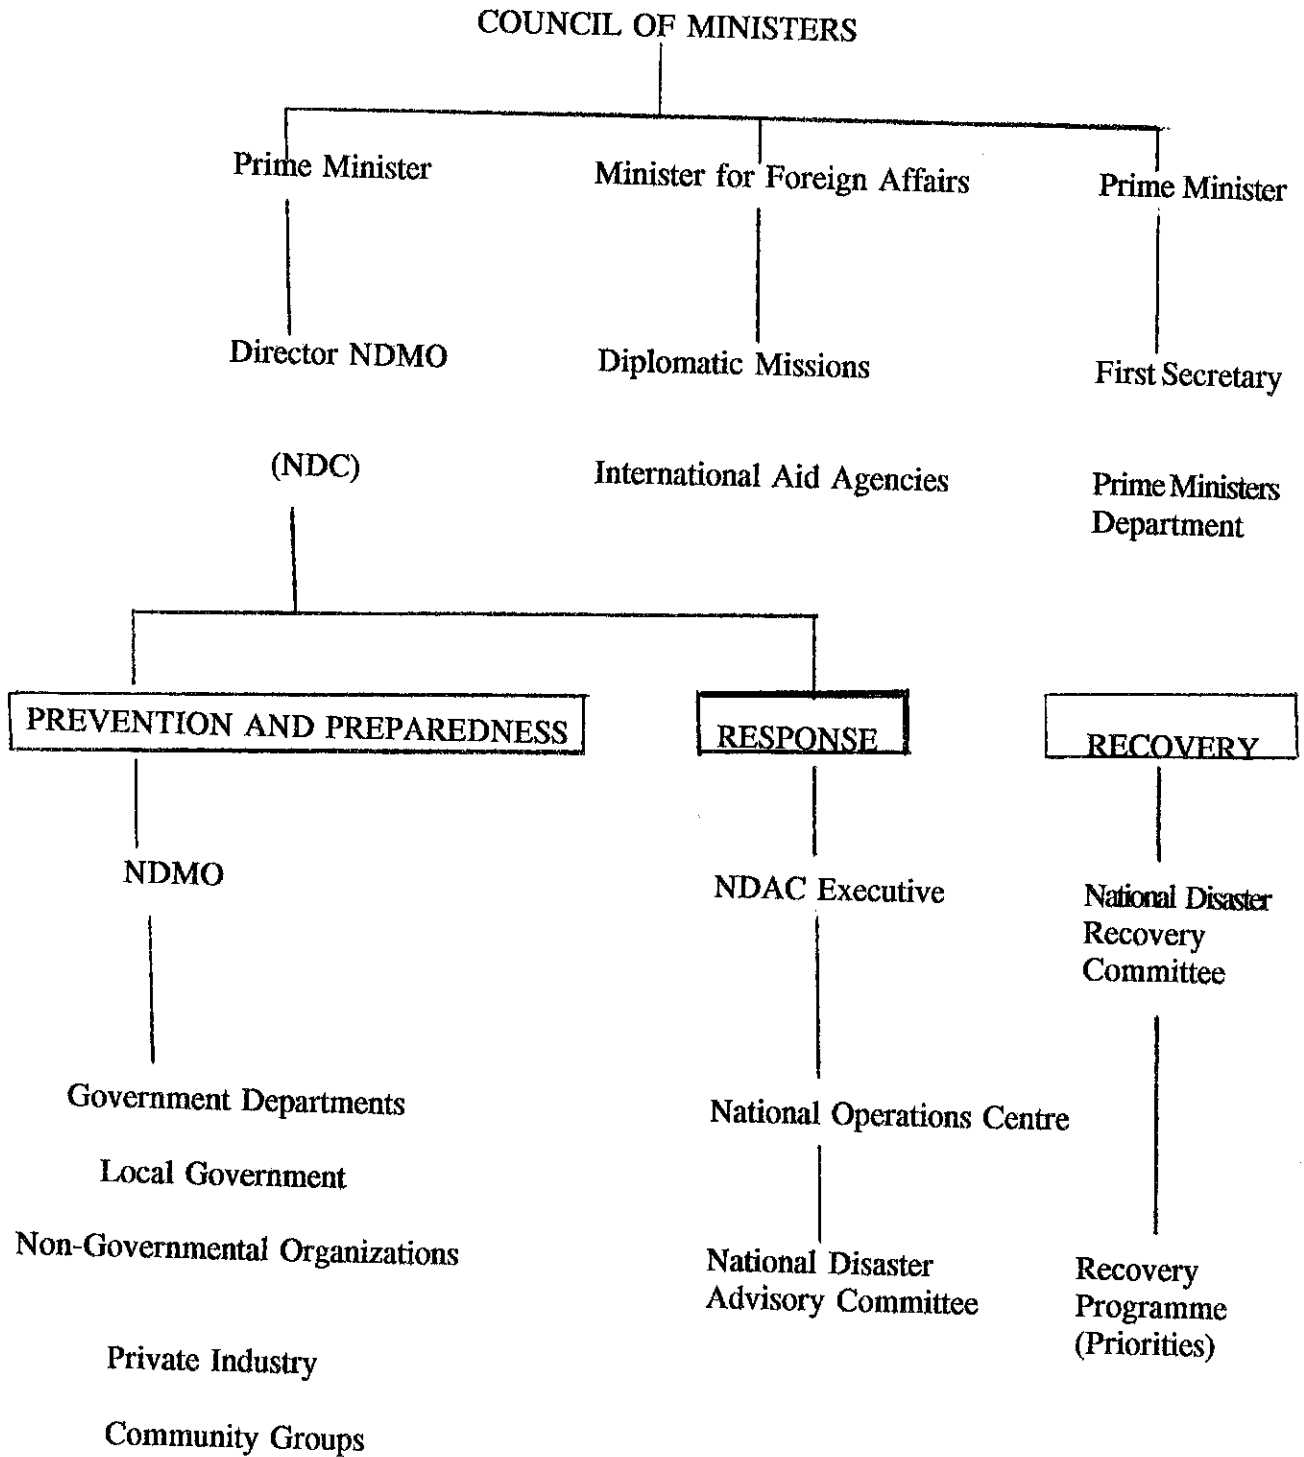 COUNCIL OF MINISTERS
Prime Minister
Minister for Foreign Affairs
Prime Minister
Director NDMO
Diplomatic Missions
First Secretary
(NDC)
International Aid Agencies
Prime Ministers
Department
PREVENTION AND PREPAREDNESS
RESPONSE
RECOVERY
NDMO
NDAC Executive
National Disaster
Recovery
Committee
Government Departments
National Operations Centre
Local Government
Non-Governmental Organizations
National Disaster
Advisory Committee
Recovery
Programme
(Priorities)
Private Industry
Community Groups